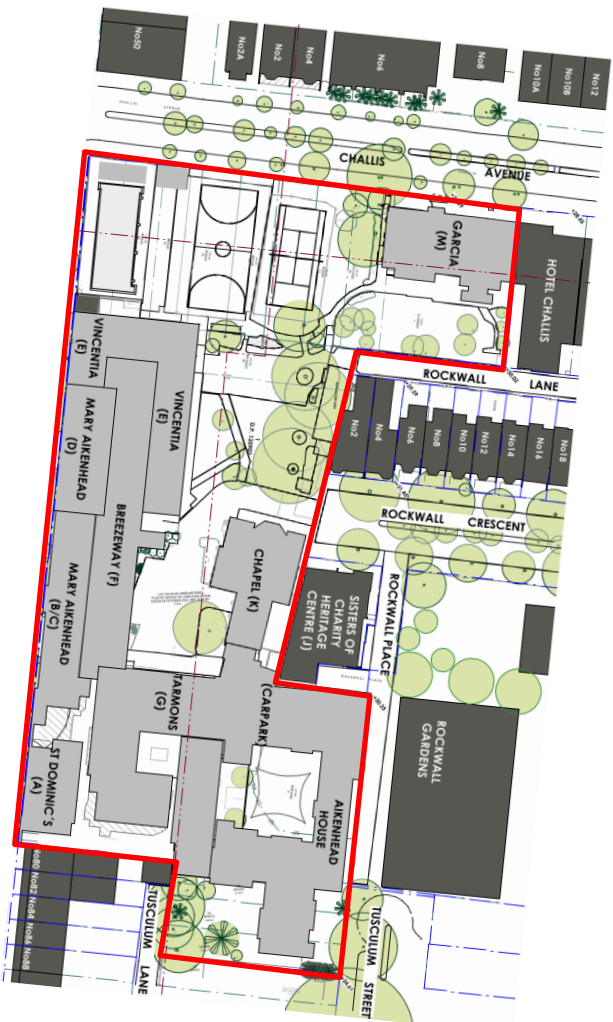 No50
No2A
No2
No4
No6
No8
No10A
No10B
No12
CHALLIS
AVENUE
GARCIA
(M)
HOTEL CHALLIS
ROCKWALL
LANE
VINCENTIA
(E)
VINCENTIA
(E)
MARY AIKENHEAD
(D)
BREEZEWAY (F)
MARY AIKENHEAD
(B/C)
No2
No4
No6
No8
No10
No12
No14
No16
No18
ROCKWALL
CRESCENT
CHAPEL (K)
SISTERS OF
CHARITY
HERITAGE
CENTRE (J)
ROCKWALL PLACE
ROCKWALL PLACE
TARMONS
(G)
(CARPARK)
ST DOMINIC'S
(A)
AIKENHEAD
HOUSE
ROCKWALL
GARDENS
No80 No82 No84 No86 No88
TUSCULUM
LANE
TUSCULUM
STREET